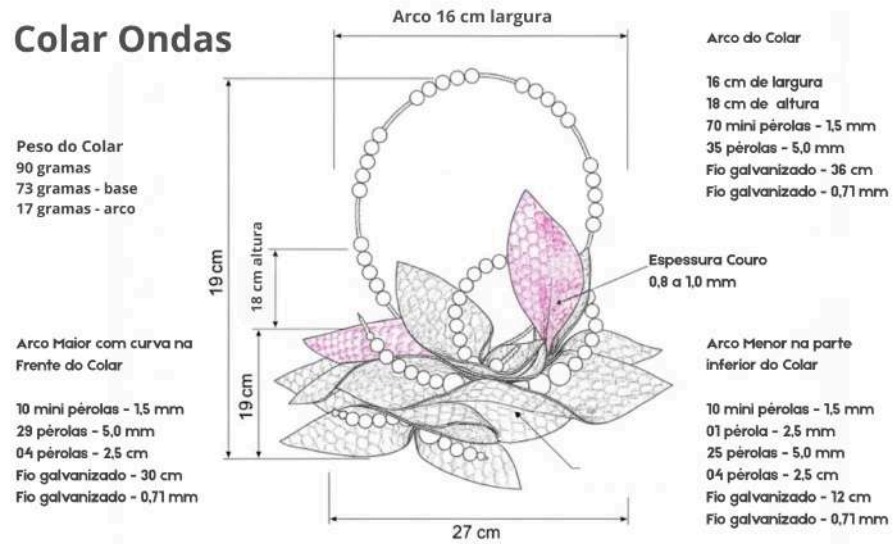 Colar Ondas
Arco 16 cm largura
Peso do Colar
90 gramas
73 gramas - base
17 gramas - arco
Arco do Colar
16 cm de largura
18 cm de altura
70 mini pérolas - 1,5 mm
35 pérolas - 5,0 mm
Fio galvanizado - 36 cm
Fio galvanizado - 0,71 mm
19 cm
18 cm altura
Espessura Couro
0,8 a 1,0 mm
Arco Maior com curva na
Frente do Colar
10 mini pérolas - 1,5 mm
29 pérolas - 5,0 mm
04 pérolas - 2,5 cm
Fio galvanizado - 30 cm
Fio galvanizado - 0,71 mm
19 cm
Arco Menor na parte
inferior do Colar
10 mini pérolas - 1,5 mm
01 pérola - 2,5 mm
25 pérolas - 5,0 mm
04 pérolas - 2,5 cm
Fio galvanizado - 12 cm
Fio galvanizado - 0,71 mm
27 cm